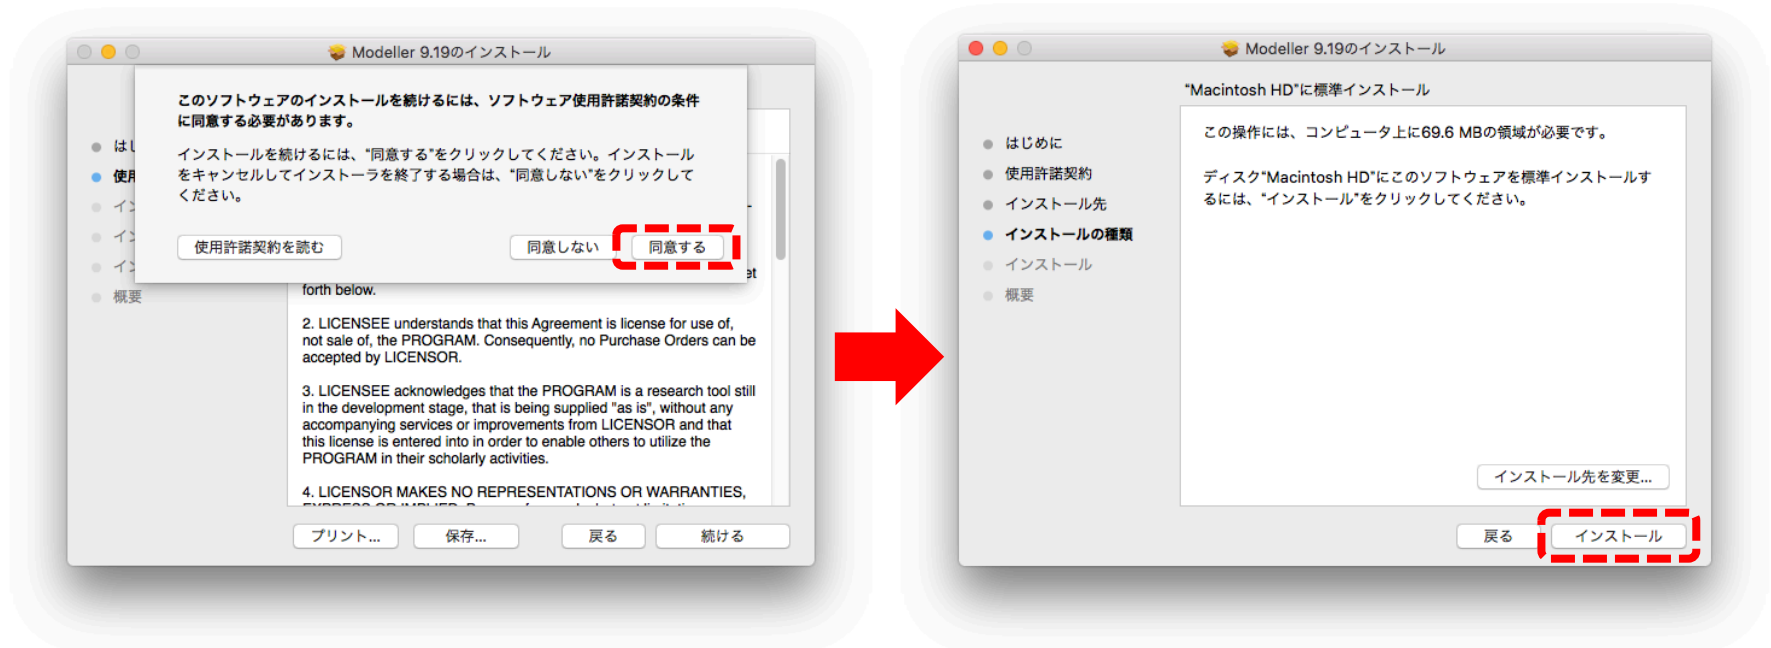 Modeller 9.19のインストール
このソフトウェアのインストールを続けるには、ソフトウェア使用許諾契約の条件
に同意する必要があります。
インストールを続けるには、“同意する”をクリックしてください。インストール
をキャンセルしてインストーラを終了する場合は、“同意しない”をクリックして
ください。
使用許諾契約を読む
同意しない
同意する
はじ
使用
イン
イン
イン
概要
et
forth below.
2. LICENSEE understands that this Agreement is license for use of,
not sale of, the PROGRAM. Consequently, no Purchase Orders can be
accepted by LICENSOR.
3. LICENSEE acknowledges that the PROGRAM is a research tool still
in the development stage, that is being supplied "as is", without any
accompanying services or improvements from LICENSOR and that
this license is entered into in order to enable others to utilize the
PROGRAM in their scholarly activities.
4. LICENSOR MAKES NO REPRESENTATIONS OR WARRANTIES,
プリント...
保存...
戻る
続ける
Modeller 9.19のインストール
“Macintosh HD”に標準インストール
はじめに
使用許諾契約
インストール先
インストールの種類
インストール
概要
この操作には、コンピュータ上に69.6 MBの領域が必要です。
ディスク“Macintosh HD”にこのソフトウェアを標準インストールす
るには、“インストール”をクリックしてください。
インストール先を変更...
戻る
インストール